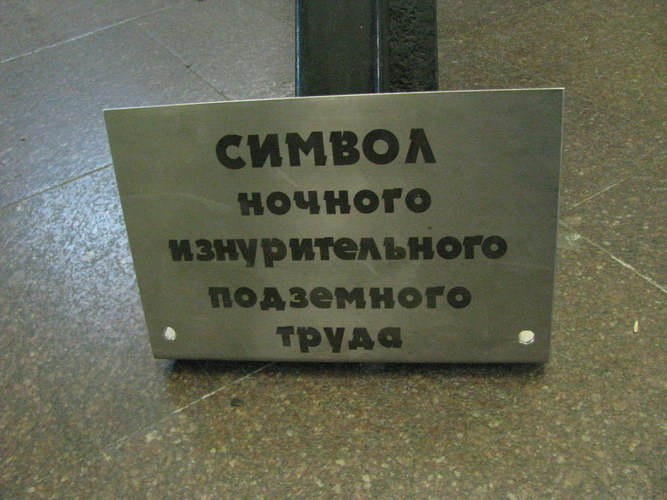 СИМВОЛ
ночного
изнурительного
подземного
труда